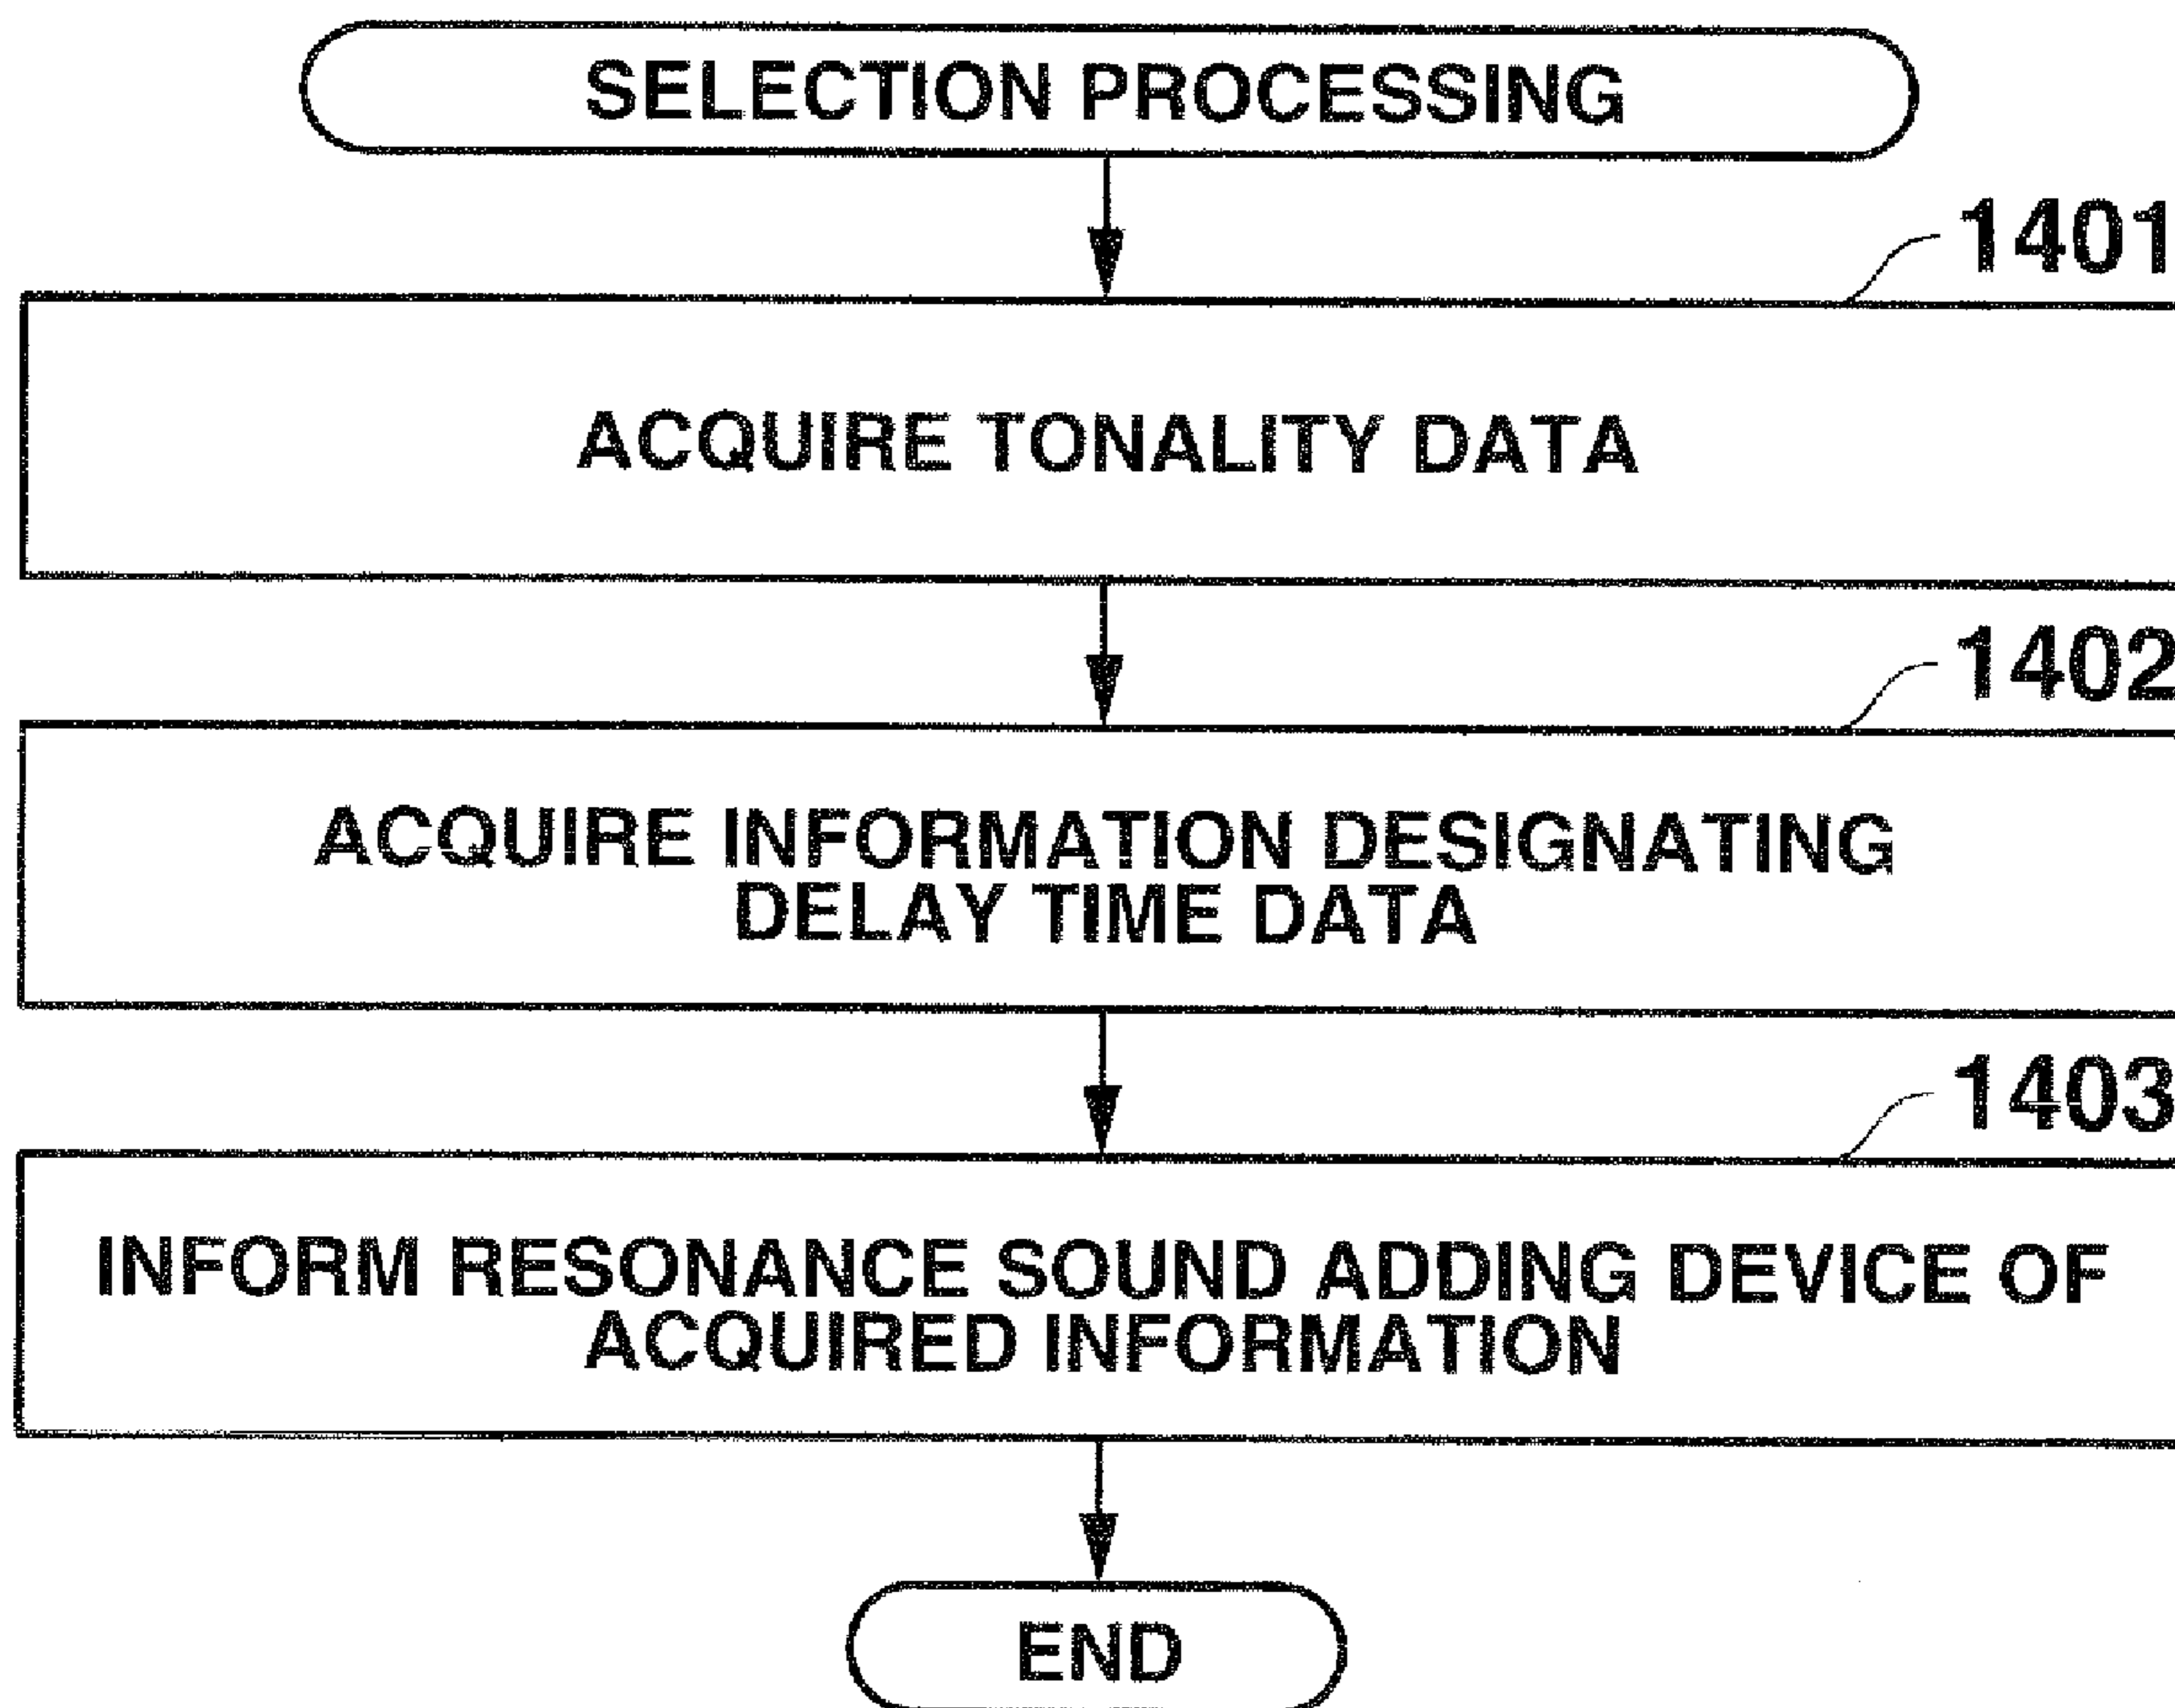 SELECTION PROCESSING
1401
ACQUIRE TONALITY DATA
1402
ACQUIRE INFORMATION DESIGNATING
DELAY TIME DATA
1403
INFORM RESONANCE SOUND ADDING DEVICE OF
ACQUIRED INFORMATION
END